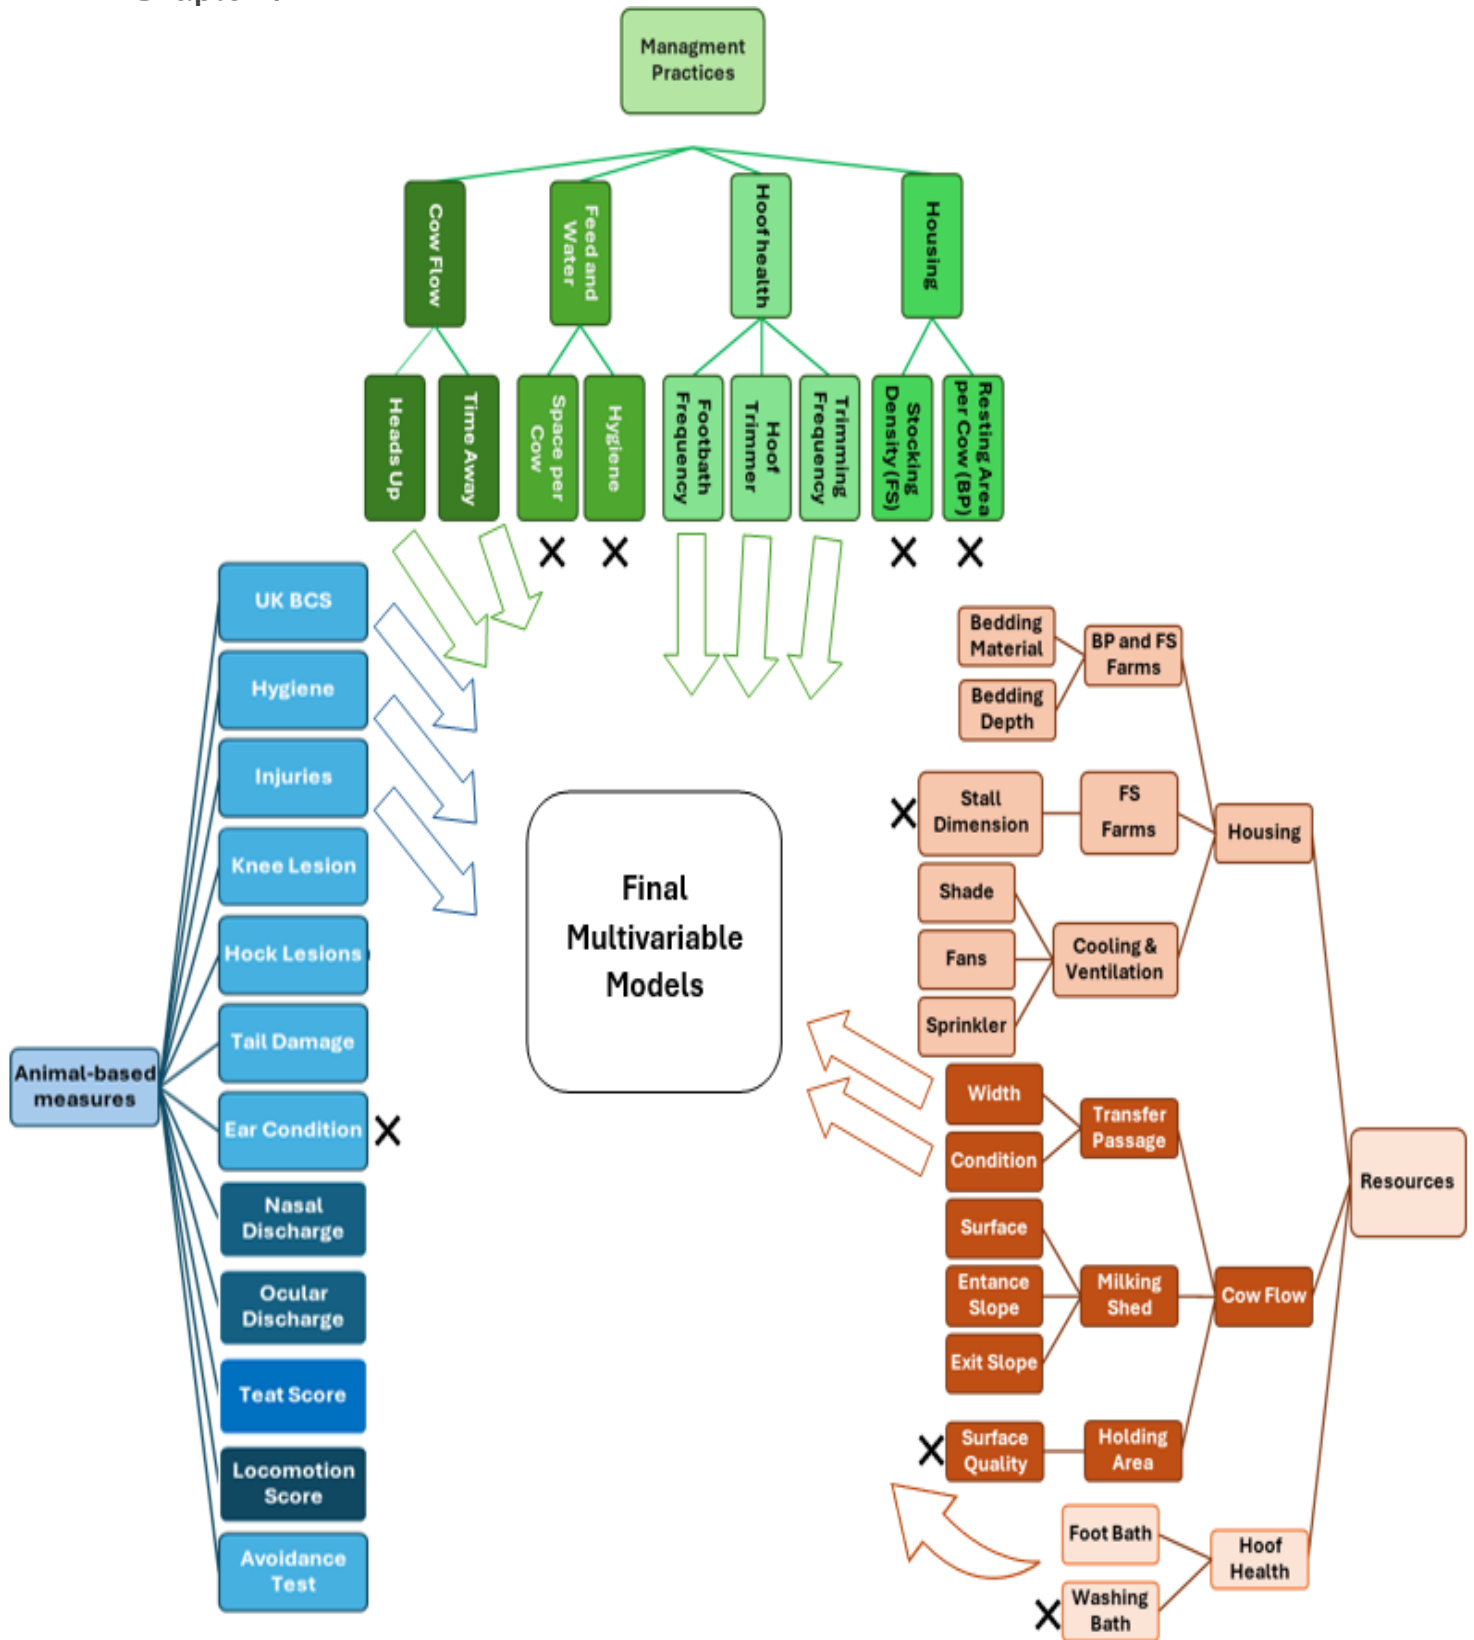 Managment
Practices
Cow Flow
Feed and
Water
Hoof health
Housing
Heads Up
Time Away
Space per
Cow
Hygiene
Footbath
Frequency
Hoof
Trimmer
Trimming
Frequency
Stocking
Density (FS)
Resting Area
per Cow (BP)
UK BCS
Hygiene
Injuries
Knee Lesion
Hock Lesions
Tail Damage
Ear Condition
Nasal
Discharge
Ocular
Discharge
Teat Score
Locomotion
Score
Avoidance
Test
Animal-based
measures
Final
Multivariable
Models
Bedding
Material
Bedding
Depth
BP and FS
Farms
Stall
Dimension
FS
Farms
Housing
Shade
Fans
Sprinkler
Cooling &
Ventilation
Width
Condition
Transfer
Passage
Surface
Entance
Slope
Exit Slope
Milking
Shed
Cow Flow
Surface
Quality
Holding
Area
Foot Bath
Washing
Bath
Hoof
Health
Resources